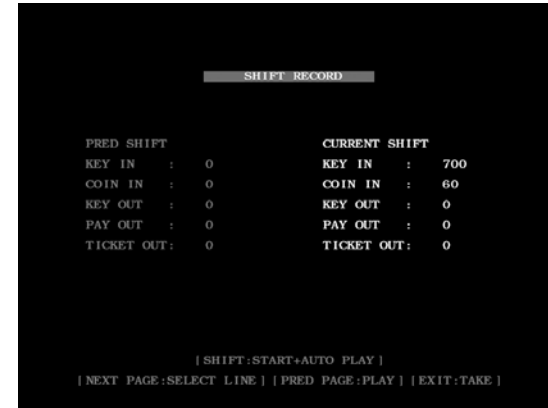 SHIFT RECORD
PRED SHIFT CURRENT SHIFT
KEY IN : 0 KEY IN : 700
COIN IN : 0 COIN IN : 60
KEY OUT : 0 KEY OUT : 0
PAY OUT : 0 PAY OUT : 0
TICKET OUT: 0 TICKET OUT: 0
[SHIFT:START+AUTO PLAY]
[NEXT PAGE:SELECT LINE] [PRED PAGE:PLAY] [EXIT:TAKE]